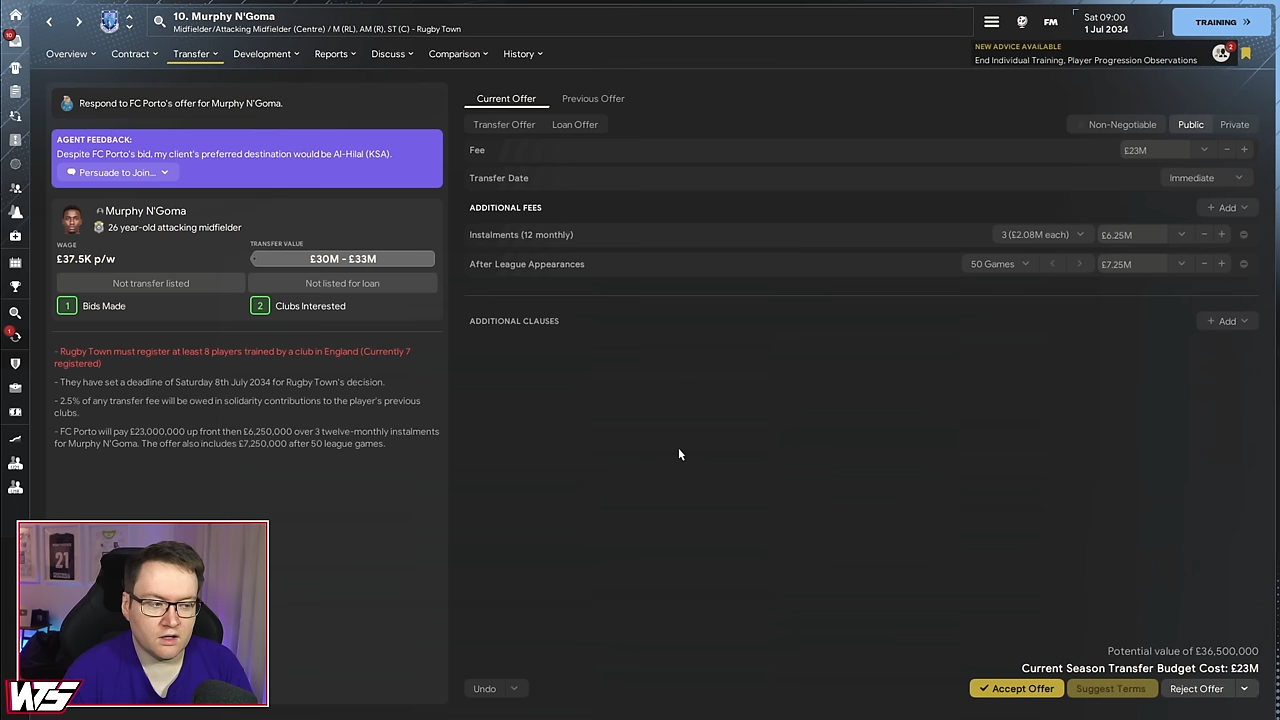 10. Murphy N'Goma
Midfielder/Attacking Midfielder (Centre) / M (RL), AM (R), ST (C) - Rugby Town
FM
Sat 09:00
1 Jul 2034
TRAINING
10
Overview
Contract
Transfer
Development
Reports
Discuss
Comparison
History
NEW ADVICE AVAILABLE
End Individual Training, Player Progression Observations
2
Respond to FC Porto's offer for Murphy N'Goma.
AGENT FEEDBACK:
Despite FC Porto's bid, my client's preferred destination would be Al-Hilal (KSA).
Persuade to Join...
Murphy N'Goma
26 year-old attacking midfielder
WAGE
£37.5K p/w
TRANSFER VALUE
£30M - £33M
Not transfer listed
Not listed for loan
1 Bids Made
2 Clubs Interested
1
- Rugby Town must register at least 8 players trained by a club in England (Currently 7
registered)
- They have set a deadline of Saturday 8th July 2034 for Rugby Town's decision.
- 2.5% of any transfer fee will be owed in solidarity contributions to the player's previous
clubs.
- FC Porto will pay £23,000,000 up front then £6,250,000 over 3 twelve-monthly instalments
for Murphy N'Goma. The offer also includes £7,250,000 after 50 league games.
Current Offer
Previous Offer
Transfer Offer
Loan Offer
Non-Negotiable
Public
Private
Fee
£23M
Transfer Date
Immediate
ADDITIONAL FEES
+ Add
Instalments (12 monthly)
3 (£2.08M each)
£6.25M
After League Appearances
50 Games
£7.25M
ADDITIONAL CLAUSES
+ Add
Potential value of £36,500,000
Current Season Transfer Budget Cost: £23M
Undo
Accept Offer
Suggest Terms
Reject Offer
21
WTS